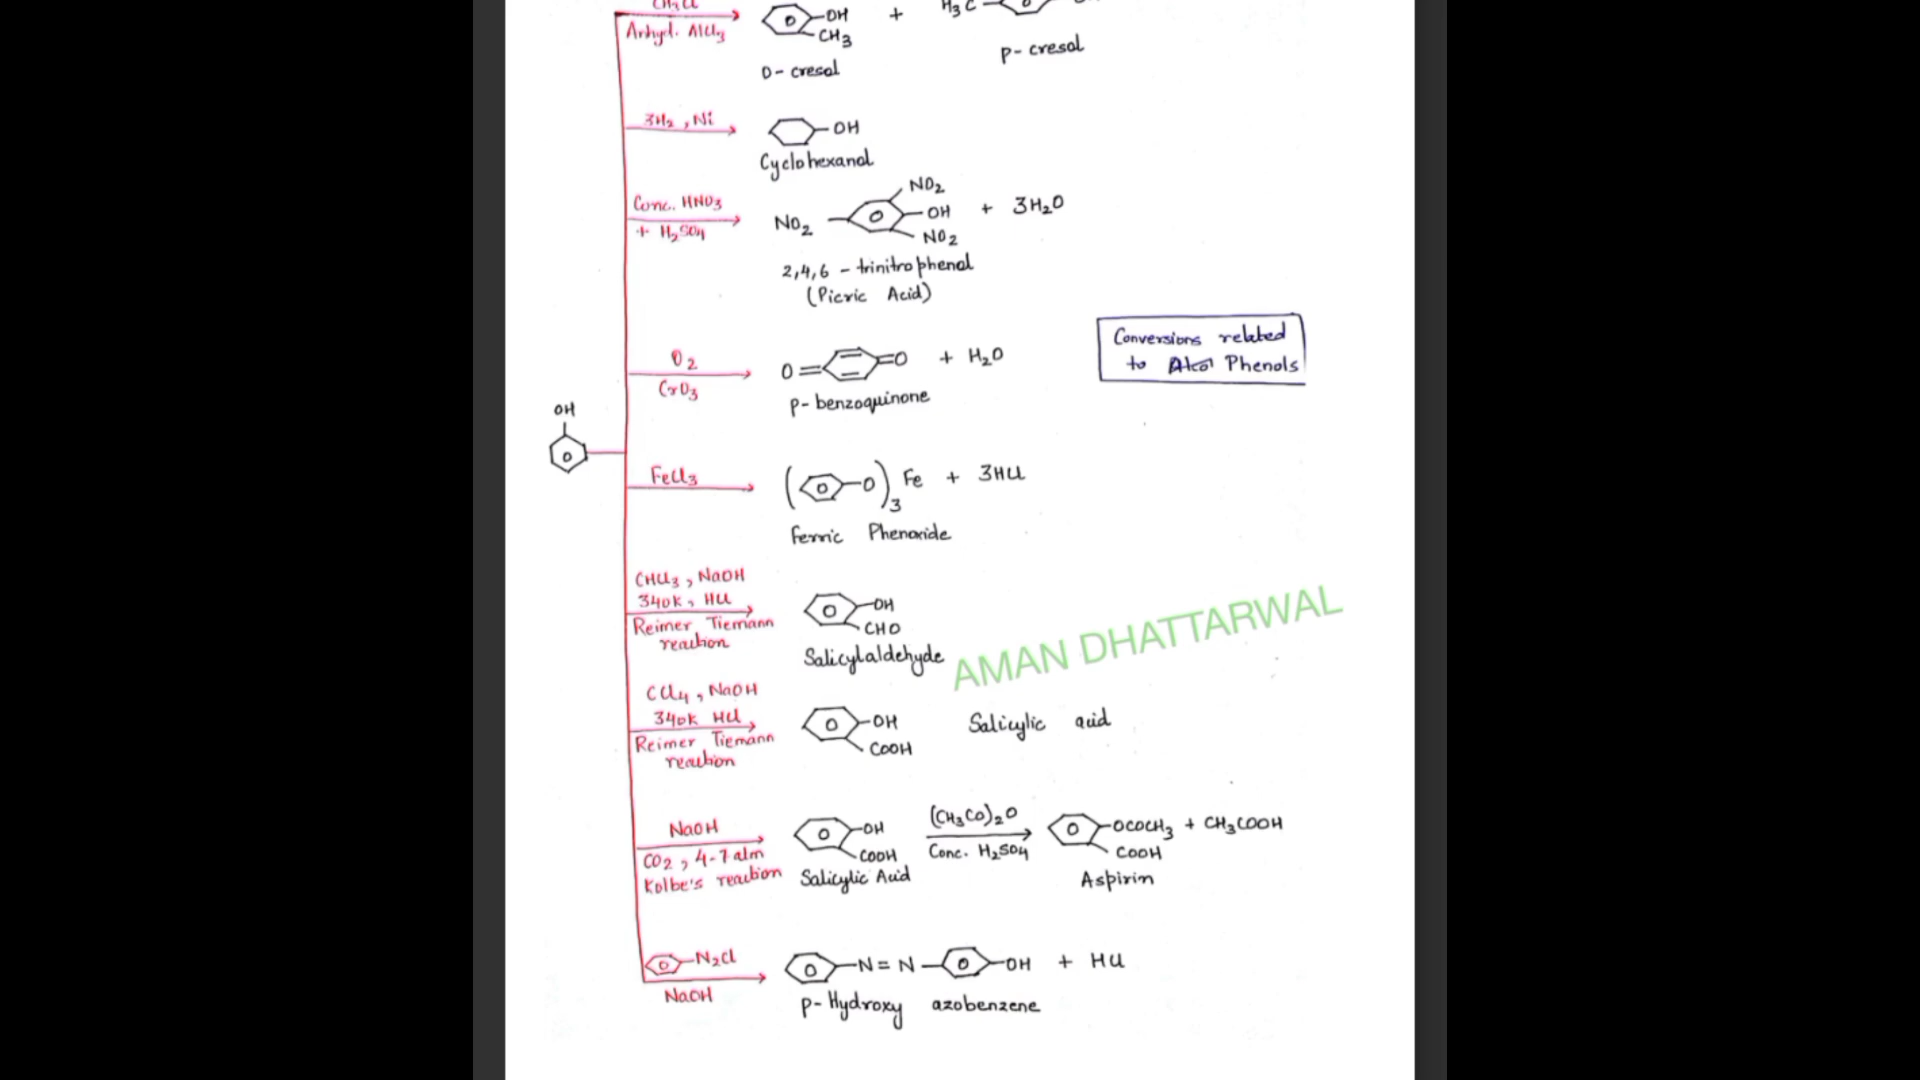 CH3Cl
Anhyd. AlCl3
OH
CH3
+
H3C
O- cresol
p- cresol
3H2 , Ni
OH
Cyclohexanol
Conc. HNO3
+ H2SO4
NO2
NO2
OH
NO2
+ 3H2O
2,4,6 - trinitrophenol
(Picric Acid)
Conversions related
to Phenols
O2
CrO3
O
O
+ H2O
p- benzoquinone
OH
FeCl3
( O )3 Fe + 3HCl
Ferric Phenoxide
CHCl3 , NaOH
340K, HCl
Reimer Tiemann
reaction
OH
CHO
Salicylaldehyde
AMAN DHATTARWAL
CCl4 , NaOH
340K HCl
Reimer Tiemann
reaction
OH
COOH
Salicylic acid
NaOH
CO2 , 4-7 atm
Kolbe's reaction
OH
COOH
Salicylic Acid
(CH3CO)2O
Conc. H2SO4
OCOCH3 + CH3COOH
COOH
Aspirin
N2Cl
NaOH
N=N
OH + HCl
p- Hydroxy azobenzene